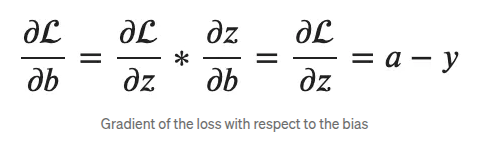 ∂ℒ/∂b = ∂ℒ/∂z * ∂z/∂b = ∂ℒ/∂z = a − y
Gradient of the loss with respect to the bias